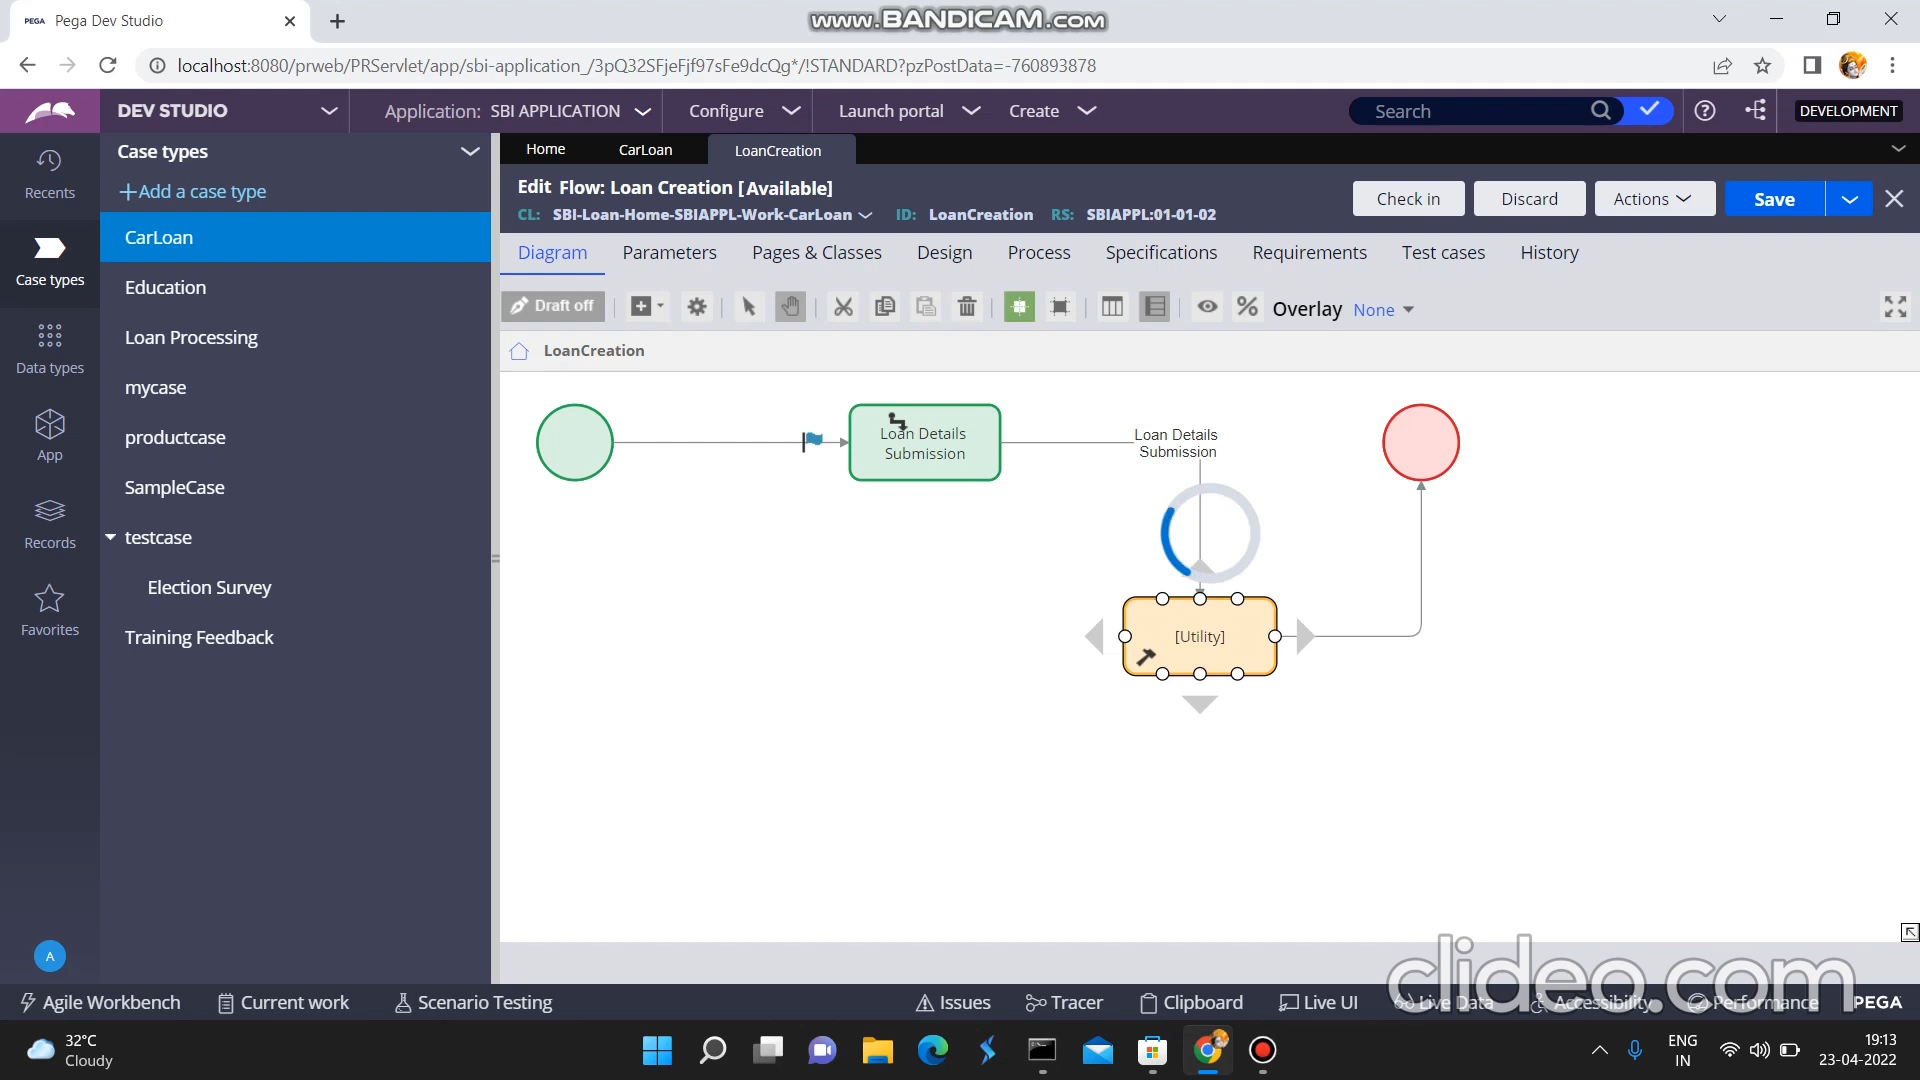 PEGA Pega Dev Studio
www.BANDICAM.com
localhost:8080/prweb/PRServlet/app/sbi-application_/3pQ32SFjeFjf97sFe9dcQg*/!STANDARD?pzPostData=-760893878
DEV STUDIO
Application: SBI APPLICATION
Configure
Launch portal
Create
Search
DEVELOPMENT
Recents
Case types
Data types
App
Records
Favorites
A
Case types
Add a case type
CarLoan
Education
Loan Processing
mycase
productcase
SampleCase
testcase
Election Survey
Training Feedback
Home
CarLoan
LoanCreation
Edit Flow: Loan Creation [Available]
CL: SBI-Loan-Home-SBIAPPL-Work-CarLoan ID: LoanCreation RS: SBIAPPL:01-01-02
Check in
Discard
Actions
Save
Diagram
Parameters
Pages & Classes
Design
Process
Specifications
Requirements
Test cases
History
Draft off
Overlay None
LoanCreation
Loan Details
Submission
Loan Details
Submission
[Utility]
clideo.com
Agile Workbench
Current work
Scenario Testing
Issues
Tracer
Clipboard
Live UI
Live Data
Accessibility
Performance
PEGA
32°C
Cloudy
ENG
IN
19:13
23-04-2022